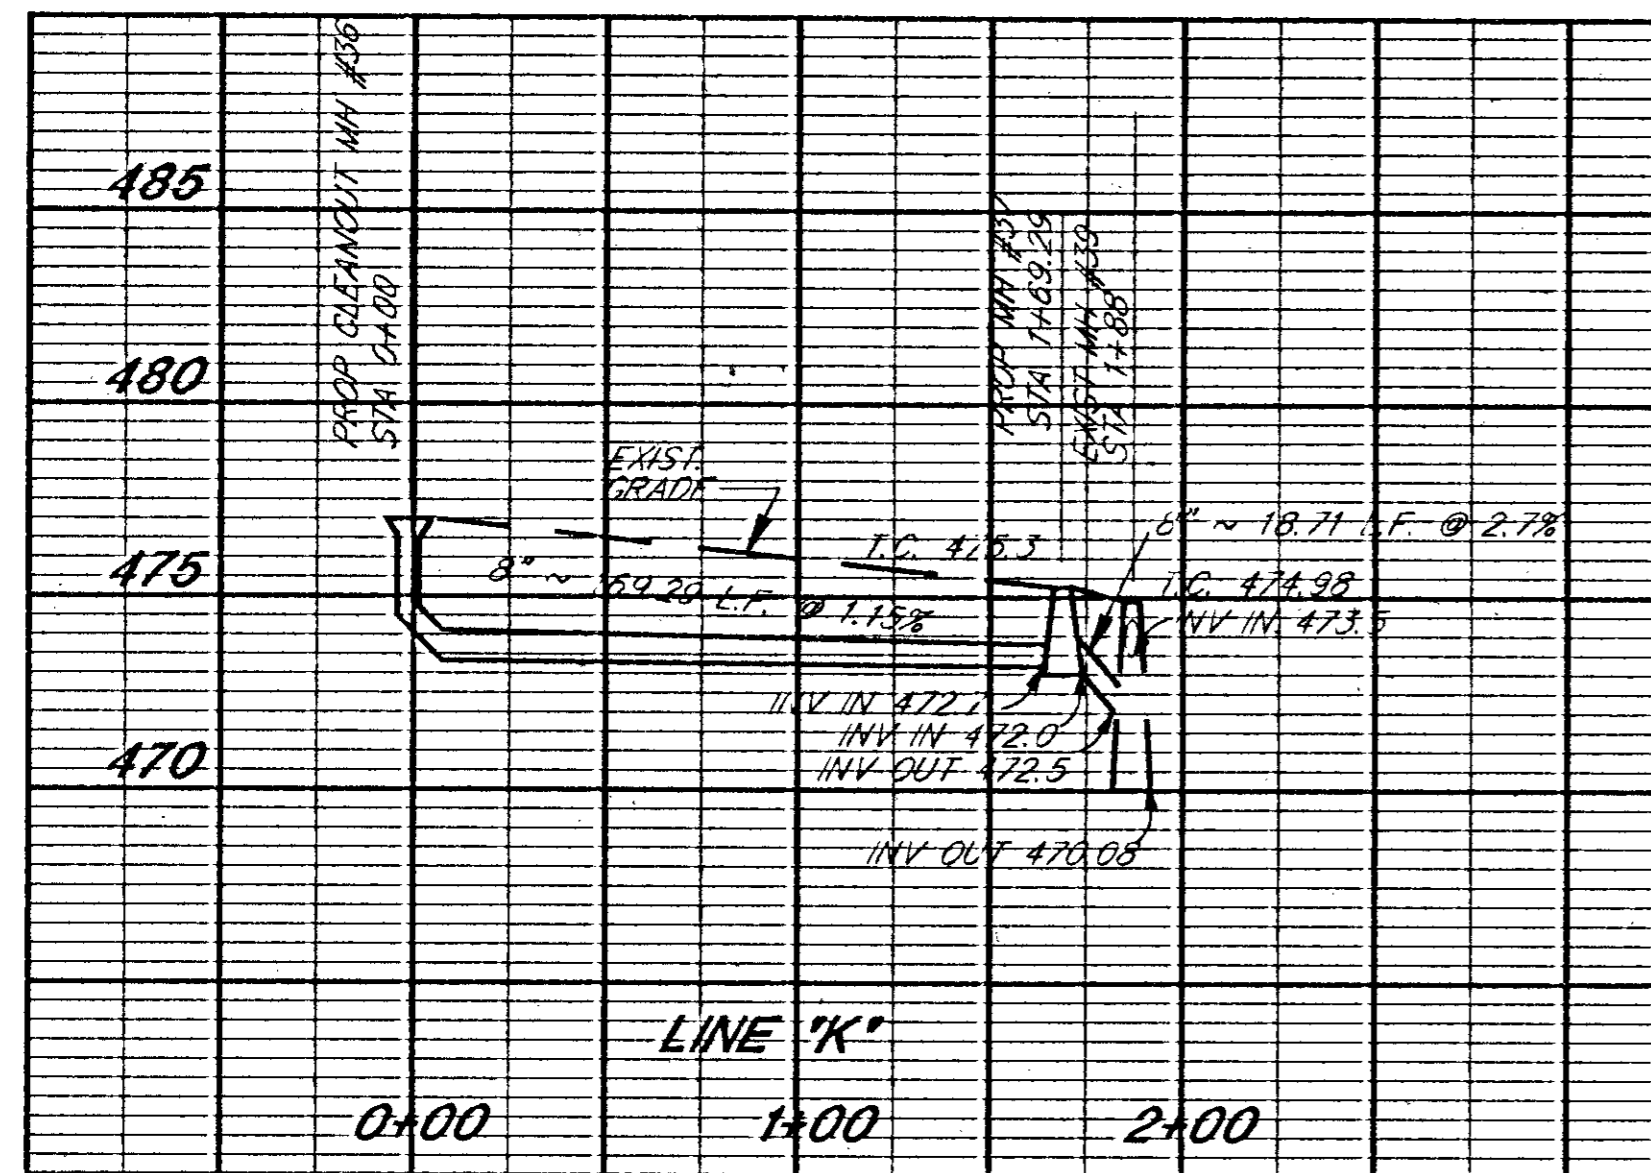 PROP CLEANOUT MH #36
STA 0+00
PROP MH #37
STA 1+69.29
EXIST MH #39
STA 1+88
485
480
475
470
EXIST.
GRADE
8" ~ 169.29 L.F. @ 1.15%
T.C. 475.3
8" ~ 18.71 L.F. @ 2.7%
T.C. 474.98
INV IN 473.5
INV IN
INV IN 472.0
INV OUT 472.5
INV OUT 470.08
LINE "K"
0+00
1+00
2+00